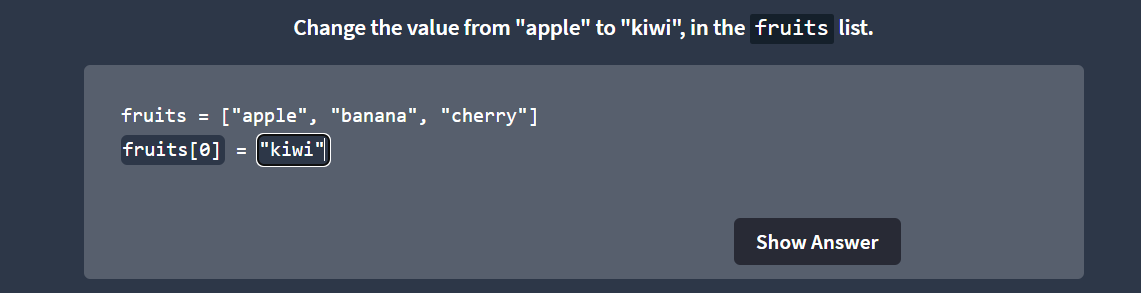 Change the value from "apple" to "kiwi", in the fruits list.
fruits = ["apple", "banana", "cherry"]
fruits[0] = "kiwi"
Show Answer